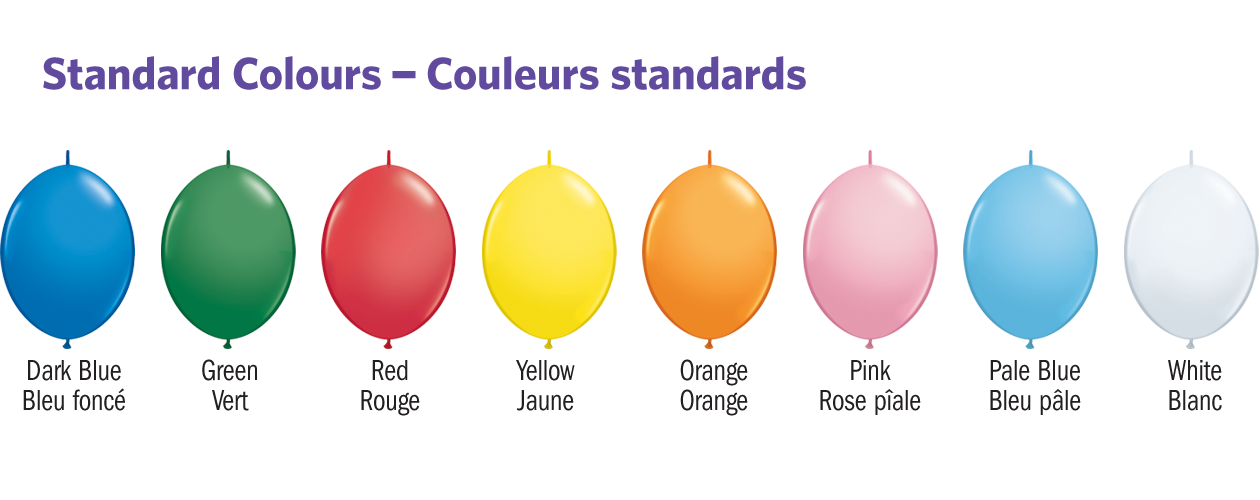 Standard Colours – Couleurs standards
Dark Blue
Bleu foncé
Green
Vert
Red
Rouge
Yellow
Jaune
Orange
Orange
Pink
Rose pîale
Pale Blue
Bleu pâle
White
Blanc